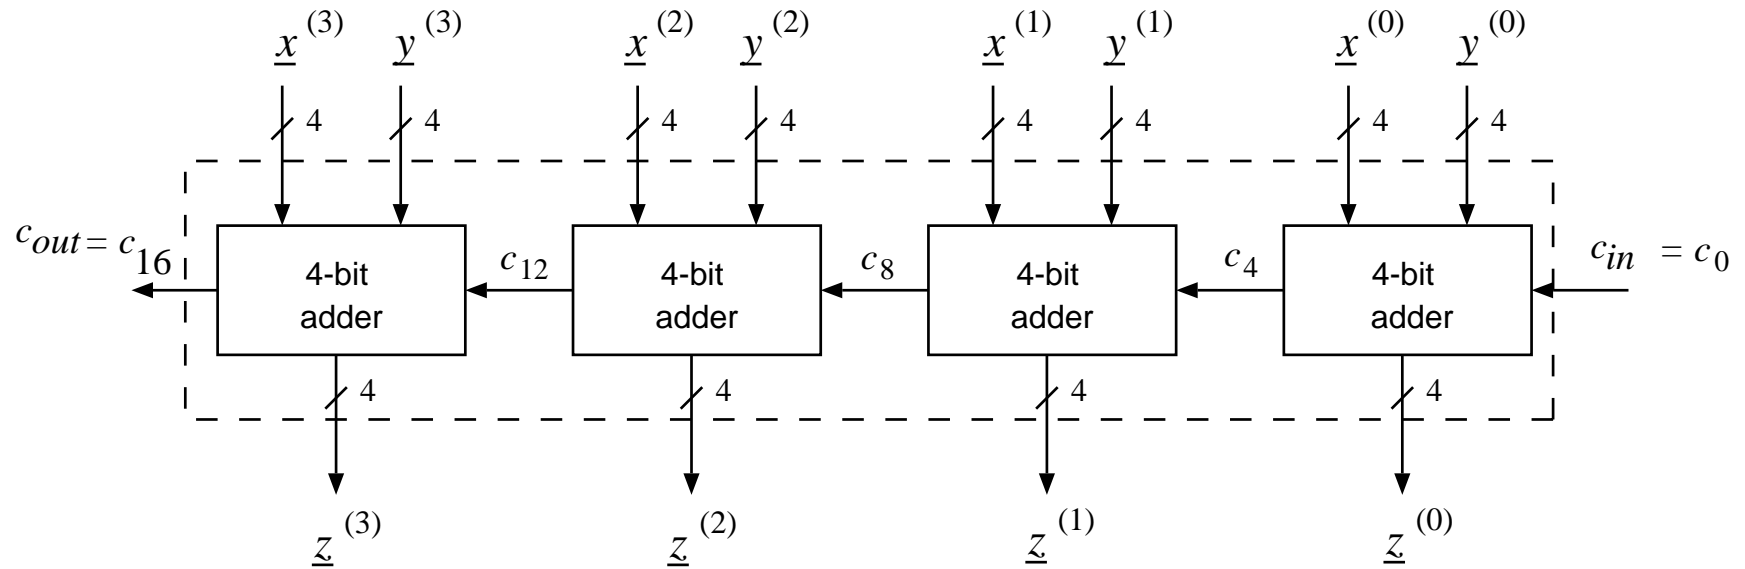 x (3) y (3) x (2) y (2) x (1) y (1) x (0) y (0)
4 4 4 4 4 4 4 4
c out = c 16 4-bit adder c 12 4-bit adder c 8 4-bit adder c 4 4-bit adder c in = c 0
4 4 4 4
z (3) z (2) z (1) z (0)